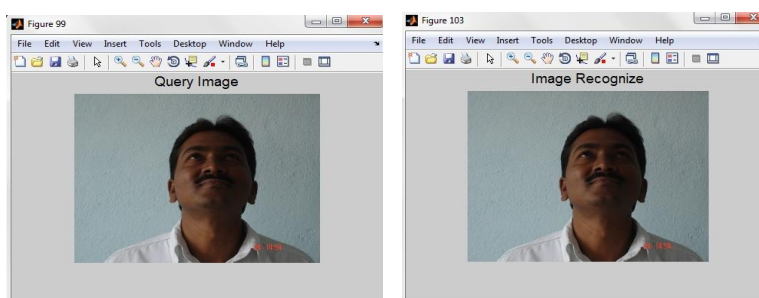 Figure 99
File Edit View Insert Tools Desktop Window Help
Query Image
Figure 103
File Edit View Insert Tools Desktop Window Help
Image Recognize